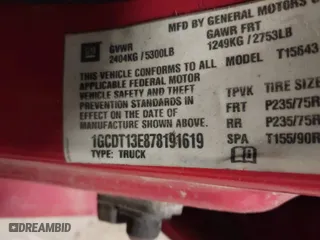 MFD BY GENERAL MOTORS
GM GVWR GAWR FRT
2404KG / 5300LB 1249KG / 2753LB
THIS VEHICLE CONFORMS TO ALL MODEL T15643
APPLICABLE FEDERAL MOTOR
VEHICLE SAFETY AND THEFT TPVK TIRE SIZE
PREVENTION STANDARDS IN FRT P235/75R
EFFECT ON THE DATE OF RR P235/75R
MANUFACTURE SHOWN ABOVE.
1GCDT13E878191619 SPA T155/90R
TYPE: TRUCK
DREAMBID